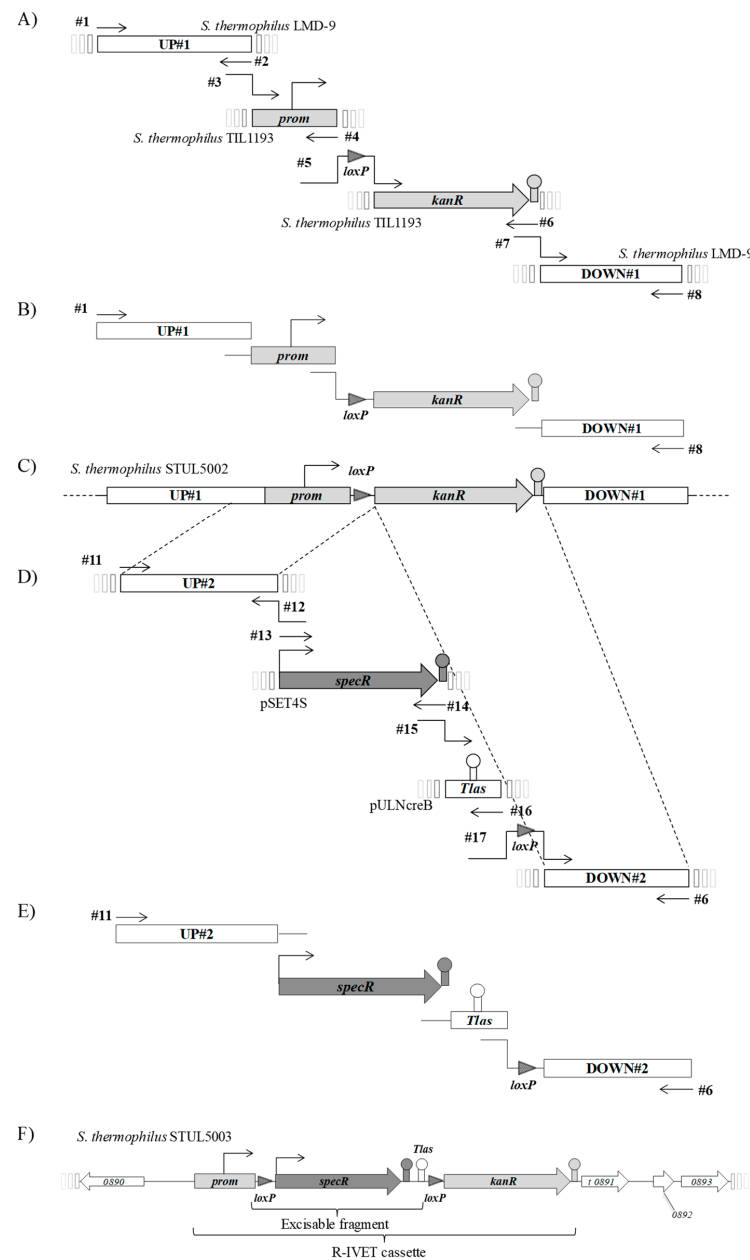 A)
#1
S. thermophilus LMD-9
UP#1
#2
#3
prom
S. thermophilus TIL1193
#4
#5
loxP
kanR
S. thermophilus TIL1193
#6
#7
S. thermophilus LMD-9
DOWN#1
#8
B)
#1
UP#1
prom
loxP
kanR
DOWN#1
#8
C)
S. thermophilus STUL5002
loxP
UP#1
prom
kanR
DOWN#1
#11
D)
UP#2
#12
#13
specR
pSET4S
#14
#15
Tlas
pULNcreB
#16
#17
loxP
DOWN#2
#6
E)
#11
UP#2
specR
Tlas
loxP
DOWN#2
#6
F)
S. thermophilus STUL5003
Tlas
0890
prom
loxP
specR
loxP
kanR
t 0891
0893
0892
Excisable fragment
R-IVET cassette